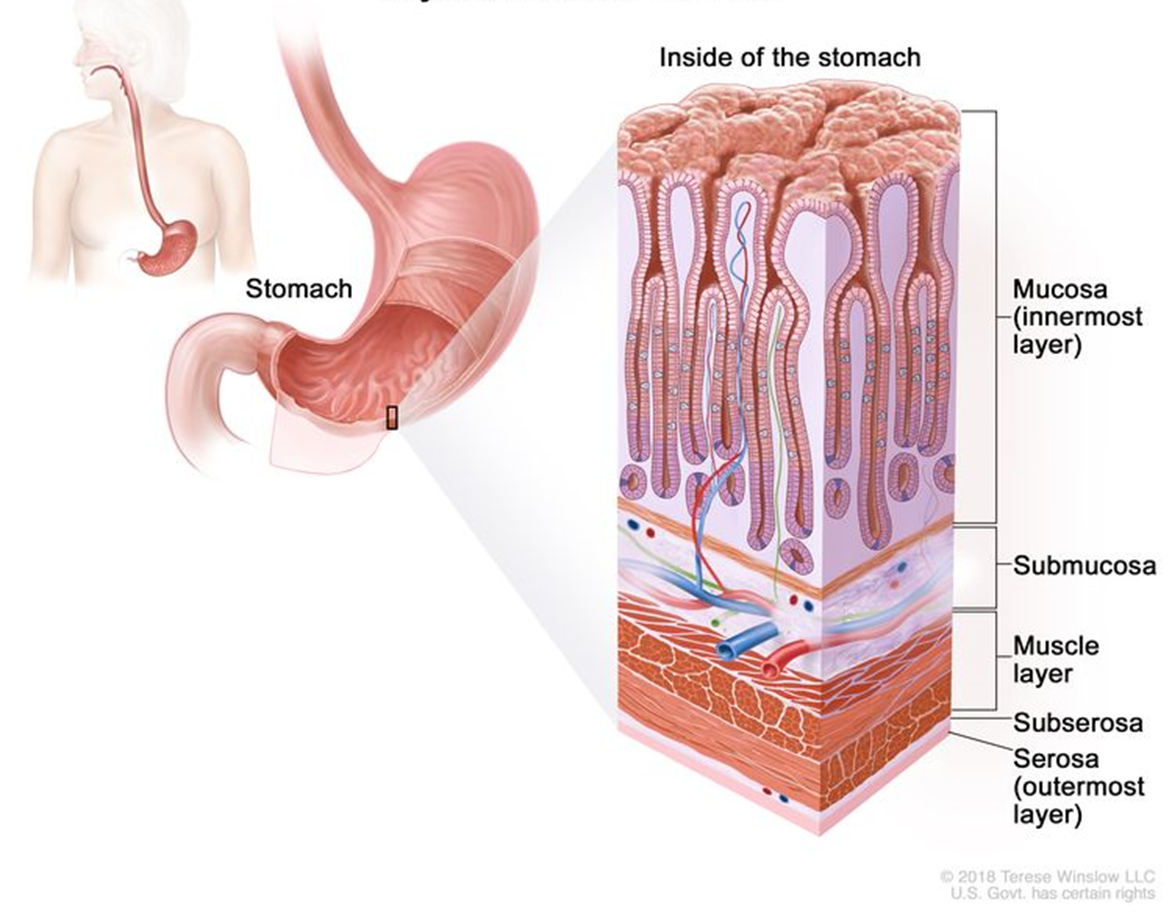 Inside of the stomach
Stomach
Mucosa
(innermost
layer)
Submucosa
Muscle
layer
Subserosa
Serosa
(outermost
layer)
© 2018 Terese Winslow LLC
U.S. Govt. has certain rights